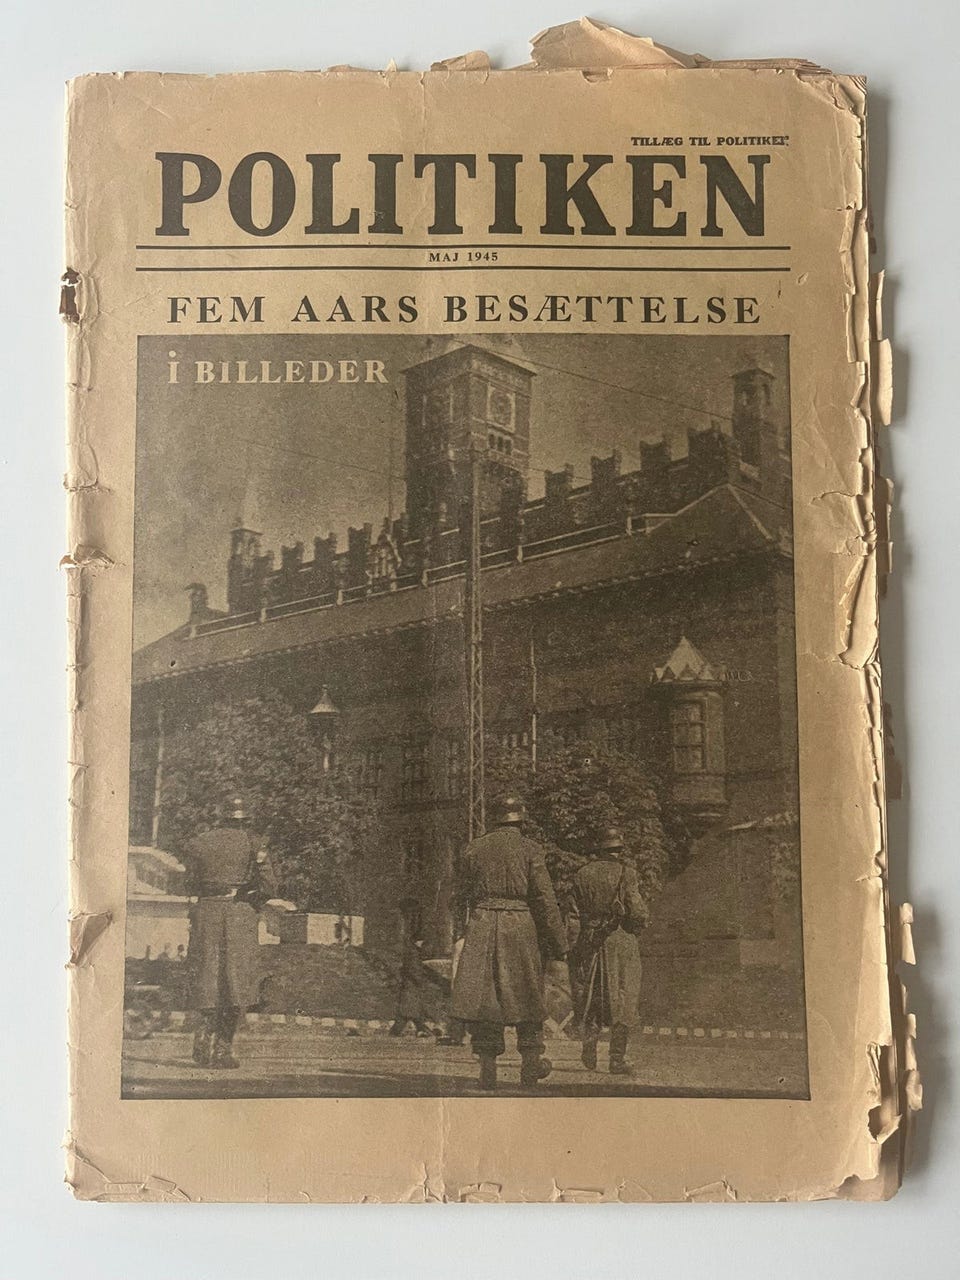 TILLÆG TIL POLITIKEN
POLITIKEN
MAJ 1945
FEM AARS BESÆTTELSE
i BILLEDER